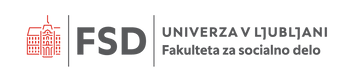 FSD
UNIVERZA V LJUBLJANI
Fakulteta za socialno delo